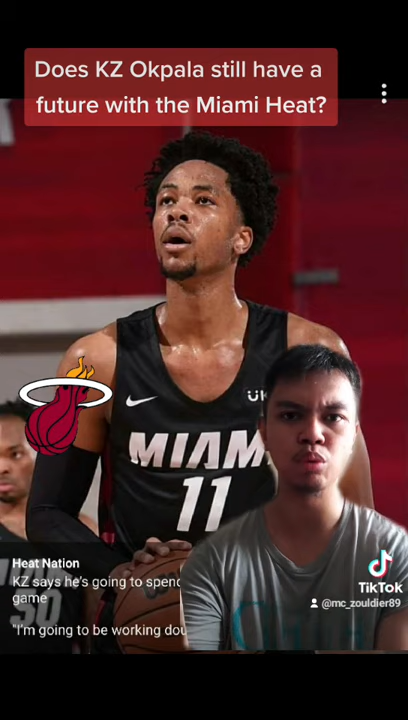 Does KZ Okpala still have a
future with the Miami Heat?
MIAM
11
Heat Nation
KZ says he's going to spend
game
"I'm going to be working dou
TikTok
@mc_zouldier89